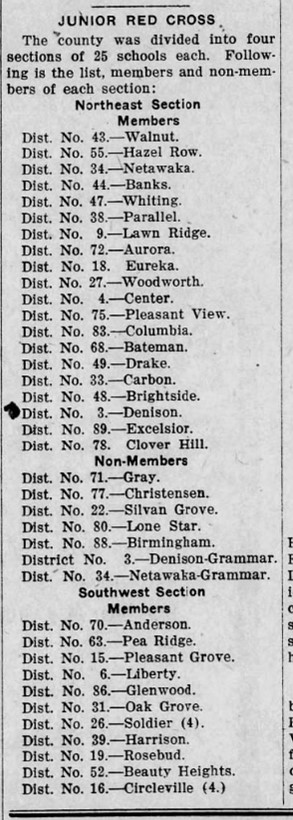 JUNIOR RED CROSS
The county was divided into four
sections of 25 schools each. Follow-
ing is the list, members and non-mem-
bers of each section:
Northeast Section
Members
Dist. No. 43.—Walnut.
Dist. No. 55.—Hazel Row.
Dist. No. 34.—Netawaka.
Dist. No. 44.—Banks.
Dist. No. 47.—Whiting.
Dist. No. 38.—Parallel.
Dist. No. 9.—Lawn Ridge.
Dist. No. 72.—Aurora.
Dist. No. 18. Eureka.
Dist. No. 27.—Woodworth.
Dist. No. 4.—Center.
Dist. No. 75.—Pleasant View.
Dist. No. 83.—Columbia.
Dist. No. 68.—Bateman.
Dist. No. 49.—Drake.
Dist. No. 33.—Carbon.
Dist. No. 48.—Brightside.
Dist. No. 3.—Denison.
Dist. No. 89.—Excelsior.
Dist. No. 78. Clover Hill.
Non-Members
Dist. No. 71.—Gray.
Dist. No. 77.—Christensen.
Dist. No. 22.—Silvan Grove.
Dist. No. 80.—Lone Star.
Dist. No. 88.—Birmingham.
District No. 3.—Denison-Grammar.
Dist. No. 34.—Netawaka-Grammar.
Southwest Section
Members
Dist. No. 70.—Anderson.
Dist. No. 63.—Pea Ridge.
Dist. No. 15.—Pleasant Grove.
Dist. No. 6.—Liberty.
Dist. No. 86.—Glenwood.
Dist. No. 31.—Oak Grove.
Dist. No. 26.—Soldier (4).
Dist. No. 39.—Harrison.
Dist. No. 19.—Rosebud.
Dist. No. 52.—Beauty Heights.
Dist. No. 16.—Circleville (4.)